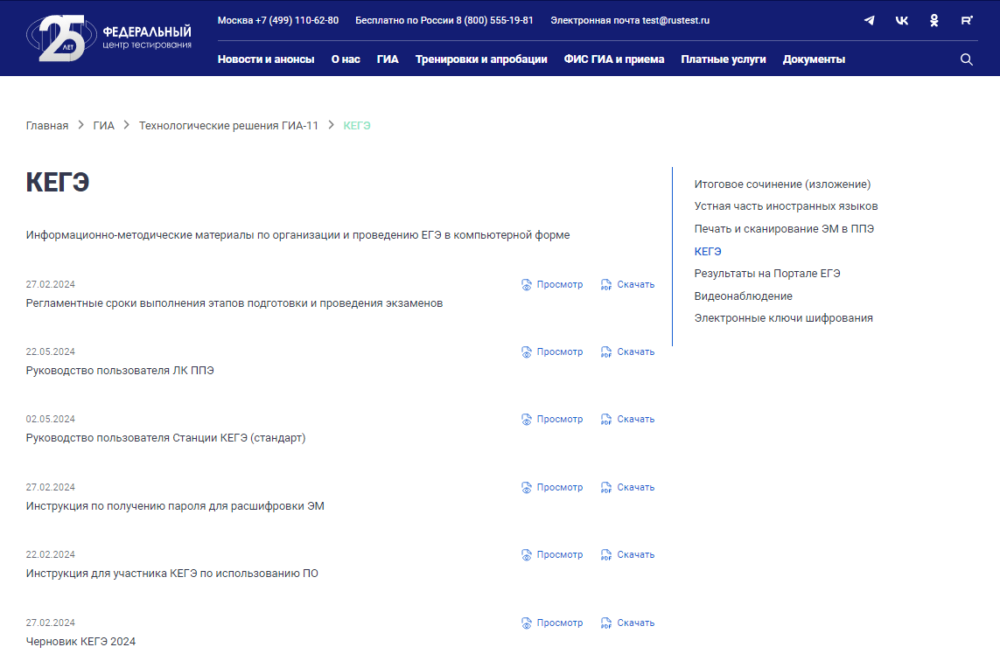 25
ЛЕТ
ФЕДЕРАЛЬНЫЙ
центр тестирования
Москва +7 (499) 110-62-80 Бесплатно по России 8 (800) 555-19-81 Электронная почта test@rustest.ru
Новости и анонсы О нас ГИА Тренировки и апробации ФИС ГИА и приема Платные услуги Документы
Главная > ГИА > Технологические решения ГИА-11 > КЕГЭ
КЕГЭ
Информационно-методические материалы по организации и проведению ЕГЭ в компьютерной форме
27.02.2024 Просмотр PDF Скачать
Регламентные сроки выполнения этапов подготовки и проведения экзаменов
22.05.2024 Просмотр PDF Скачать
Руководство пользователя ЛК ППЭ
02.05.2024 Просмотр PDF Скачать
Руководство пользователя Станции КЕГЭ (стандарт)
27.02.2024 Просмотр PDF Скачать
Инструкция по получению пароля для расшифровки ЭМ
22.02.2024 Просмотр PDF Скачать
Инструкция для участника КЕГЭ по использованию ПО
27.02.2024 Просмотр PDF Скачать
Черновик КЕГЭ 2024
Итоговое сочинение (изложение)
Устная часть иностранных языков
Печать и сканирование ЭМ в ППЭ
КЕГЭ
Результаты на Портале ЕГЭ
Видеонаблюдение
Электронные ключи шифрования